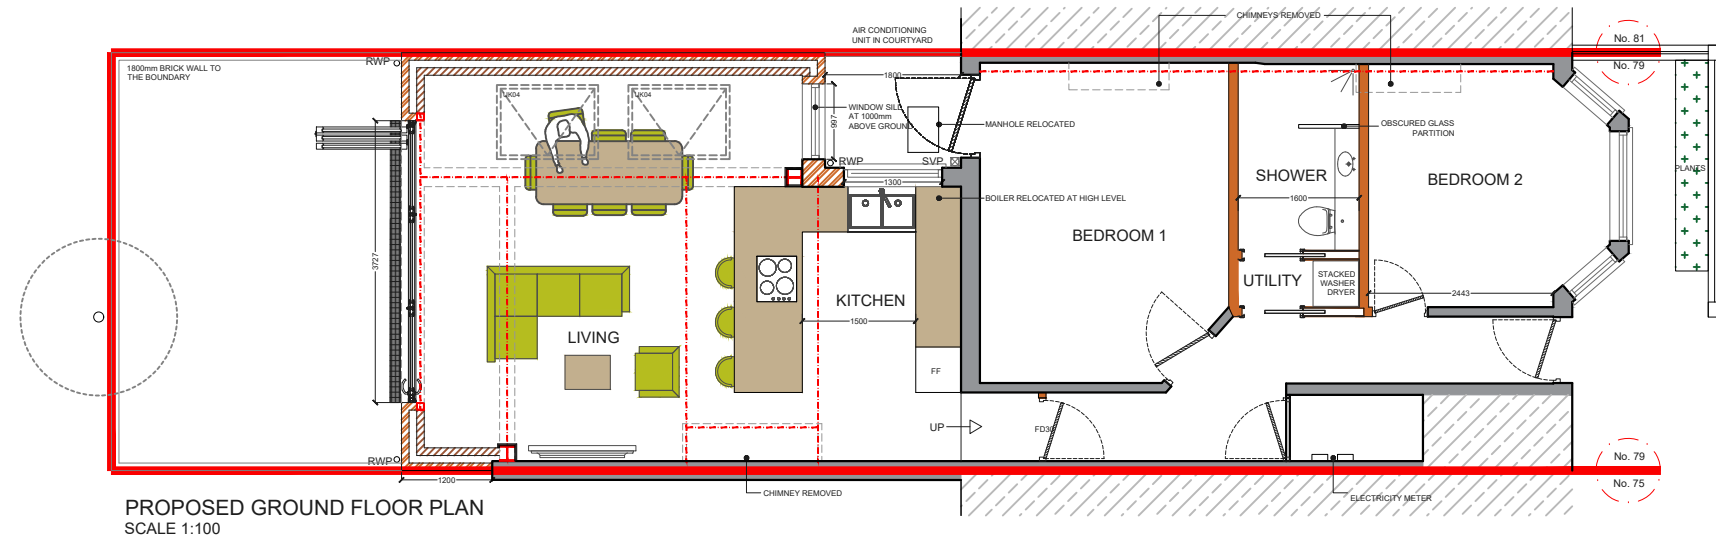 AIR CONDITIONING
UNIT IN COURTYARD
CHIMNEYS REMOVED
No. 81
No. 79
1800mm BRICK WALL TO
THE BOUNDARY
RWP
UK04
UK04
1800
997
WINDOW SILL
AT 1000mm
ABOVE GROUND
MANHOLE RELOCATED
OBSCURED GLASS
PARTITION
RWP
SVP
1300
BOILER RELOCATED AT HIGH LEVEL
SHOWER
1600
BEDROOM 2
PLANTS
BEDROOM 1
3727
KITCHEN
1500
UTILITY
STACKED
WASHER
DRYER
2443
LIVING
FF
UP
FD30
RWP
1200
CHIMNEY REMOVED
ELECTRICITY METER
No. 79
No. 75
PROPOSED GROUND FLOOR PLAN
SCALE 1:100